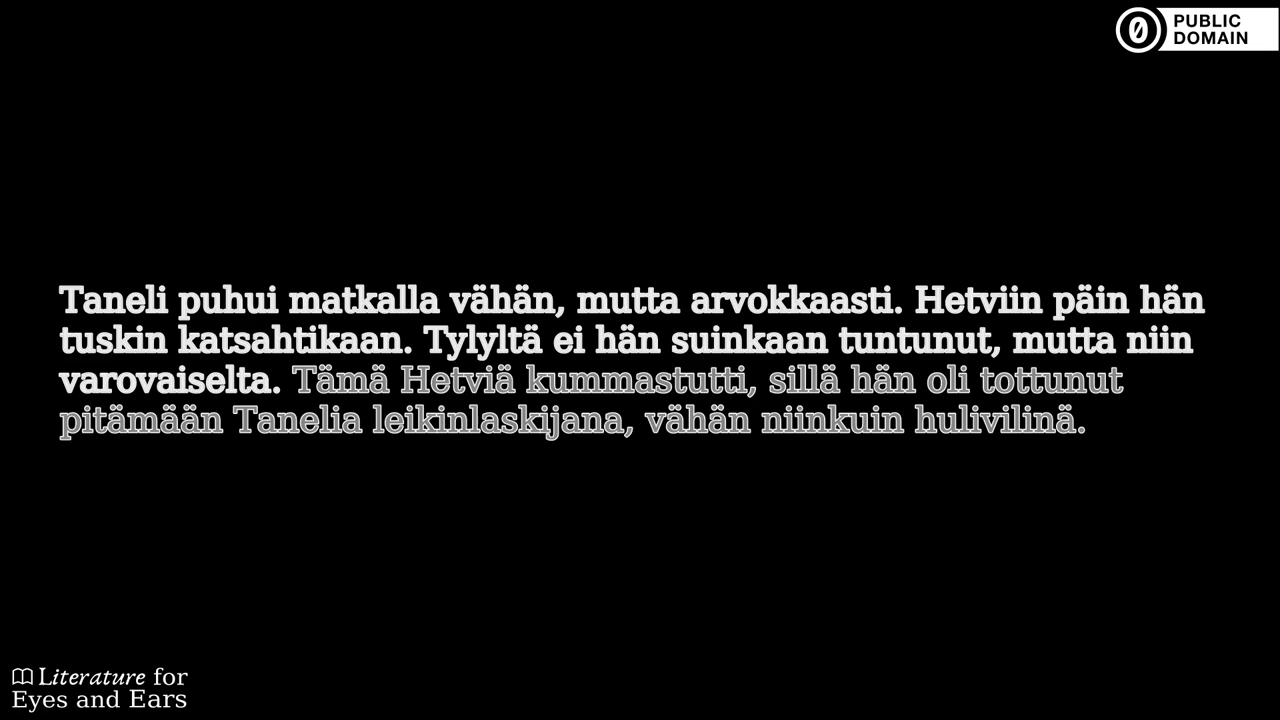 PUBLIC
DOMAIN
Taneli puhui matkalla vähän, mutta arvokkaasti. Hetviin päin hän
tuskin katsahtikaan. Tylyltä ei hän suinkaan tuntunut, mutta niin
varovaiselta. Tämä Hetviä kummastutti, sillä hän oli tottunut
pitämään Tanelia leikinlaskijana, vähän niinkuin hulivilinä.
Literature for
Eyes and Ears